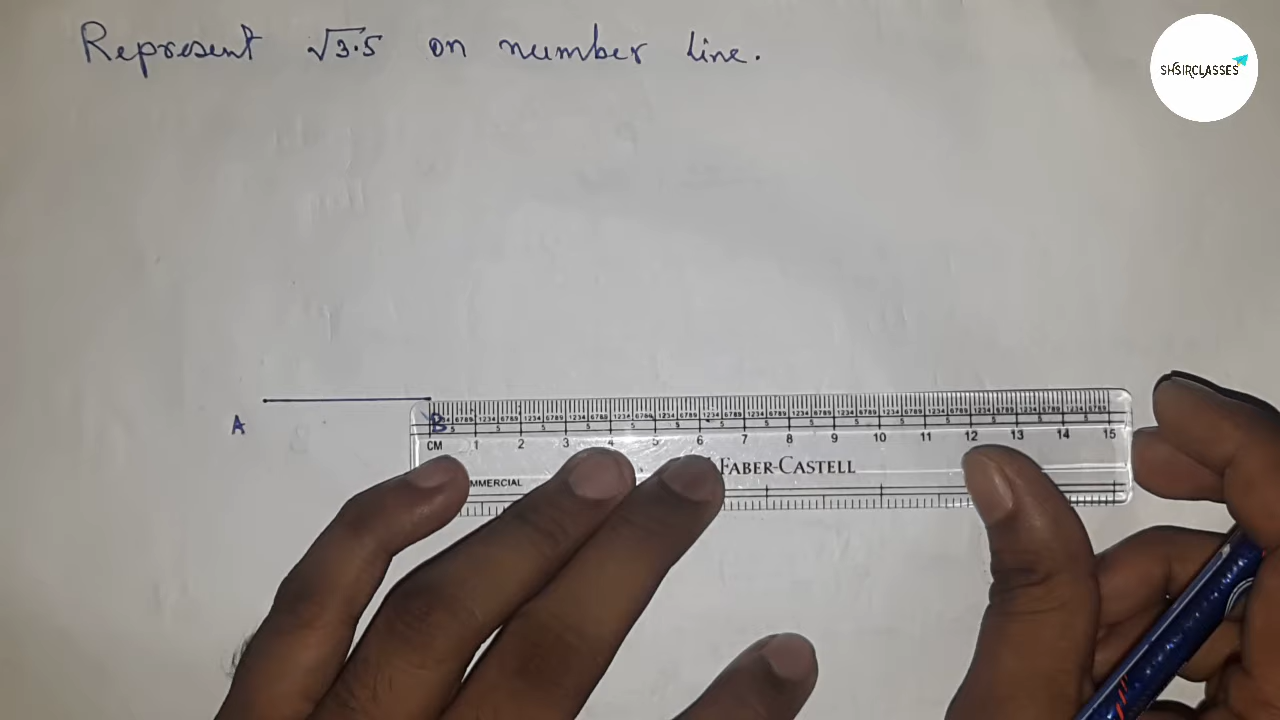 Represent √3.5 on number line.
SHSIRCLASSES
A
B
CM 1 2 3 4 5 6 7 8 9 10 11 12 13 14 15
FABER-CASTELL
MMERCIAL